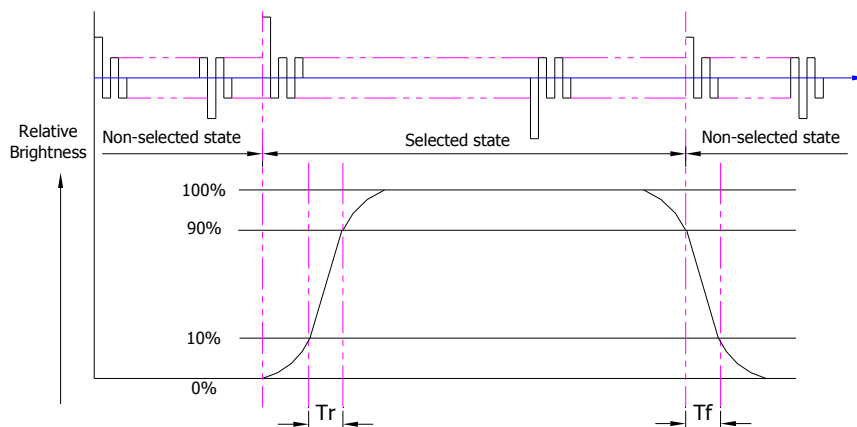 Relative
Brightness
Non-selected state
Selected state
Non-selected state
100%
90%
10%
0%
Tr
Tf